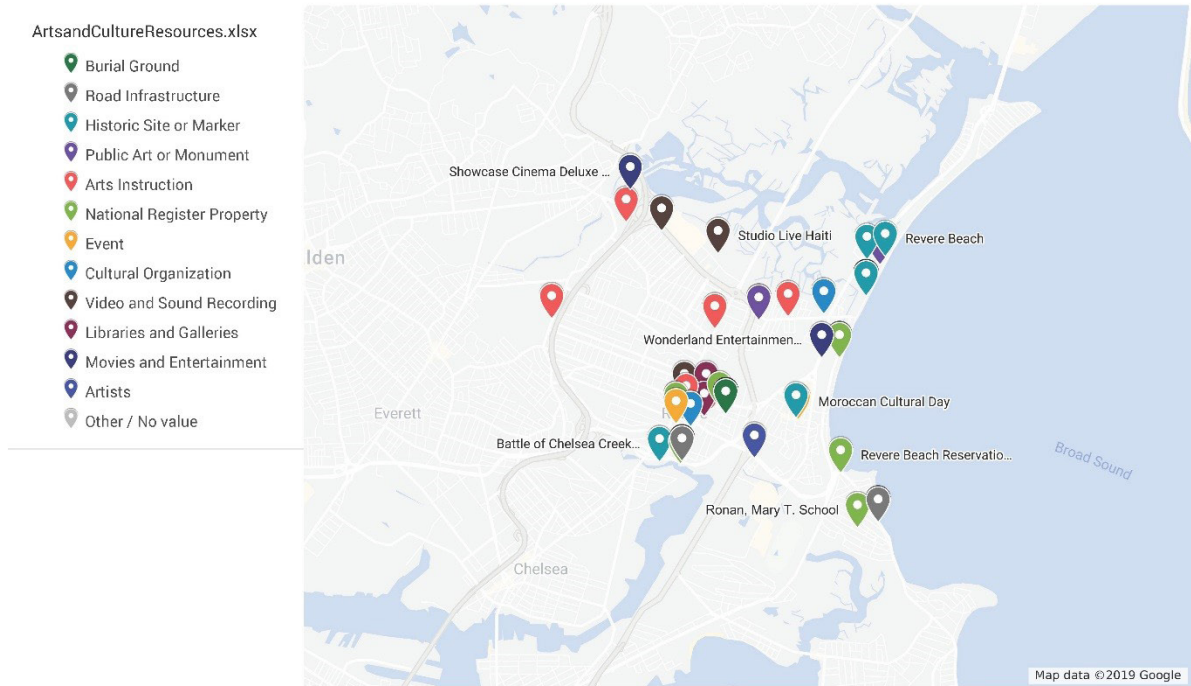 ArtsandCultureResources.xlsx
Burial Ground
Road Infrastructure
Historic Site or Marker
Public Art or Monument
Arts Instruction
National Register Property
Event
Cultural Organization
Video and Sound Recording
Libraries and Galleries
Movies and Entertainment
Artists
Other / No value
Showcase Cinema Deluxe ...
Studio Live Haiti
Revere Beach
lden
Wonderland Entertainmen...
Everett
Moroccan Cultural Day
Battle of Chelsea Creek...
Revere Beach Reservatio...
Broad Sound
Ronan, Mary T. School
Chelsea
Map data ©2019 Google